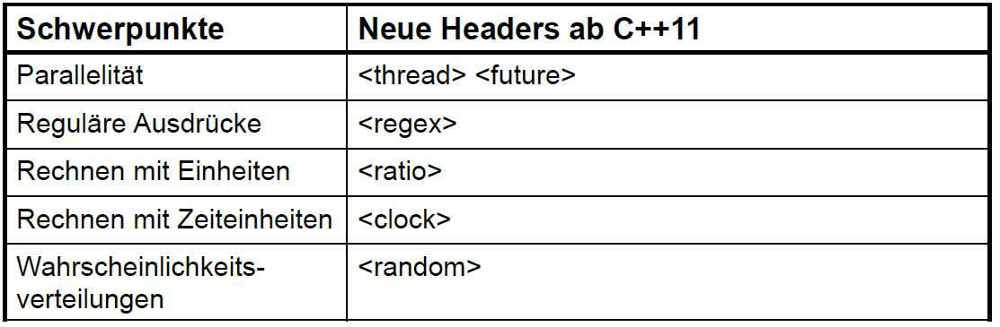 Schwerpunkte Neue Headers ab C++11
Parallelität <thread> <future>
Reguläre Ausdrücke <regex>
Rechnen mit Einheiten <ratio>
Rechnen mit Zeiteinheiten <clock>
Wahrscheinlichkeits- <random>
verteilungen